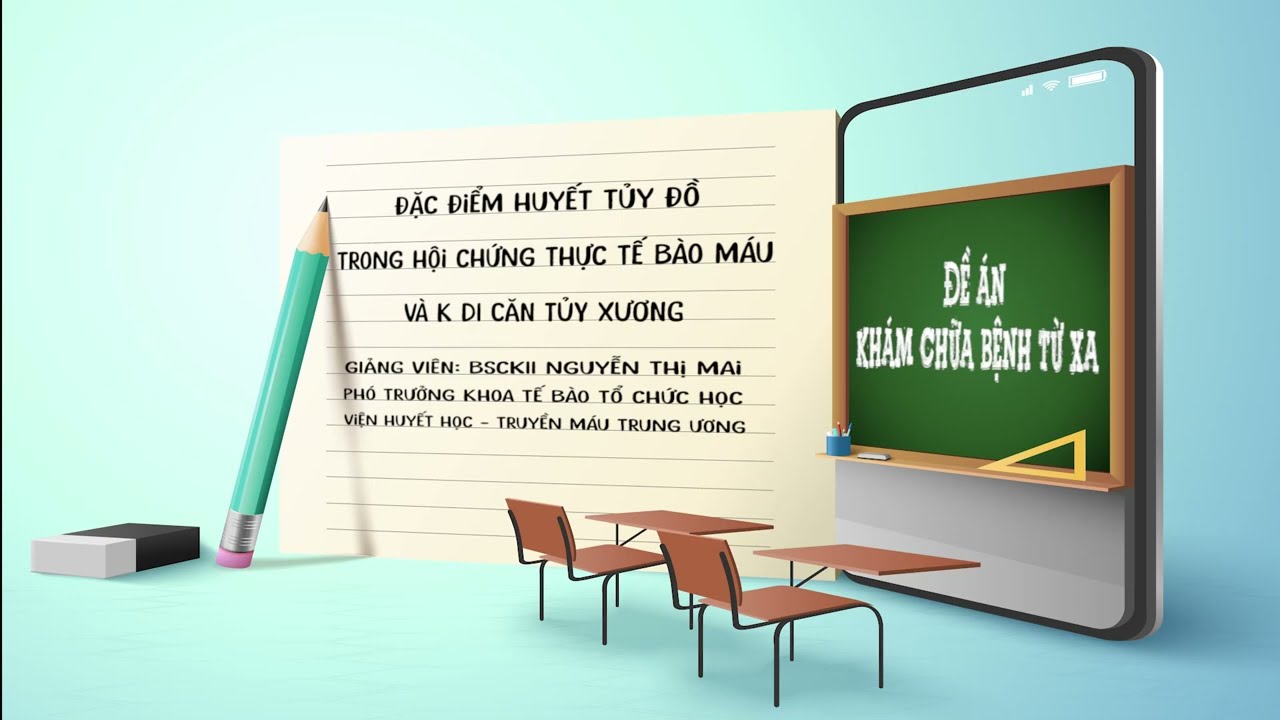 ĐẶC ĐiỂM HUYẾT TỦY ĐỒ
TRONG HỘi CHỨNG THỰC TẾ BÀO MÁU
VÀ K DI CĂN TỦY XƯƠNG
GIẢNG VIÊN: BSCKII NGUYỄN THỊ MAi
PHÓ TRƯỞNG KHOA TẾ BÀO TỔ CHỨC HỌC
ViỆN HUYẾT HỌC - TRUYỀN MÁU TRUNG ƯƠNG
ĐỀ ÁN
KHÁM CHỮA BỆNH TỪ XA